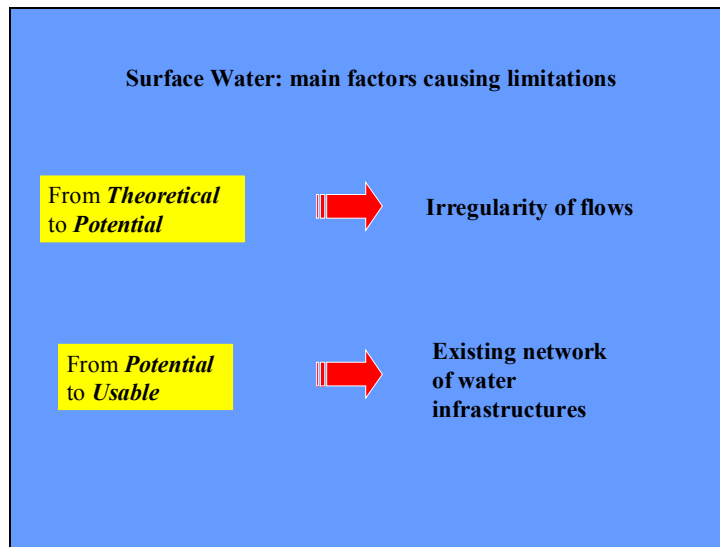 Surface Water: main factors causing limitations
From Theoretical
to Potential
Irregularity of flows
From Potential
to Usable
Existing network
of water
infrastructures